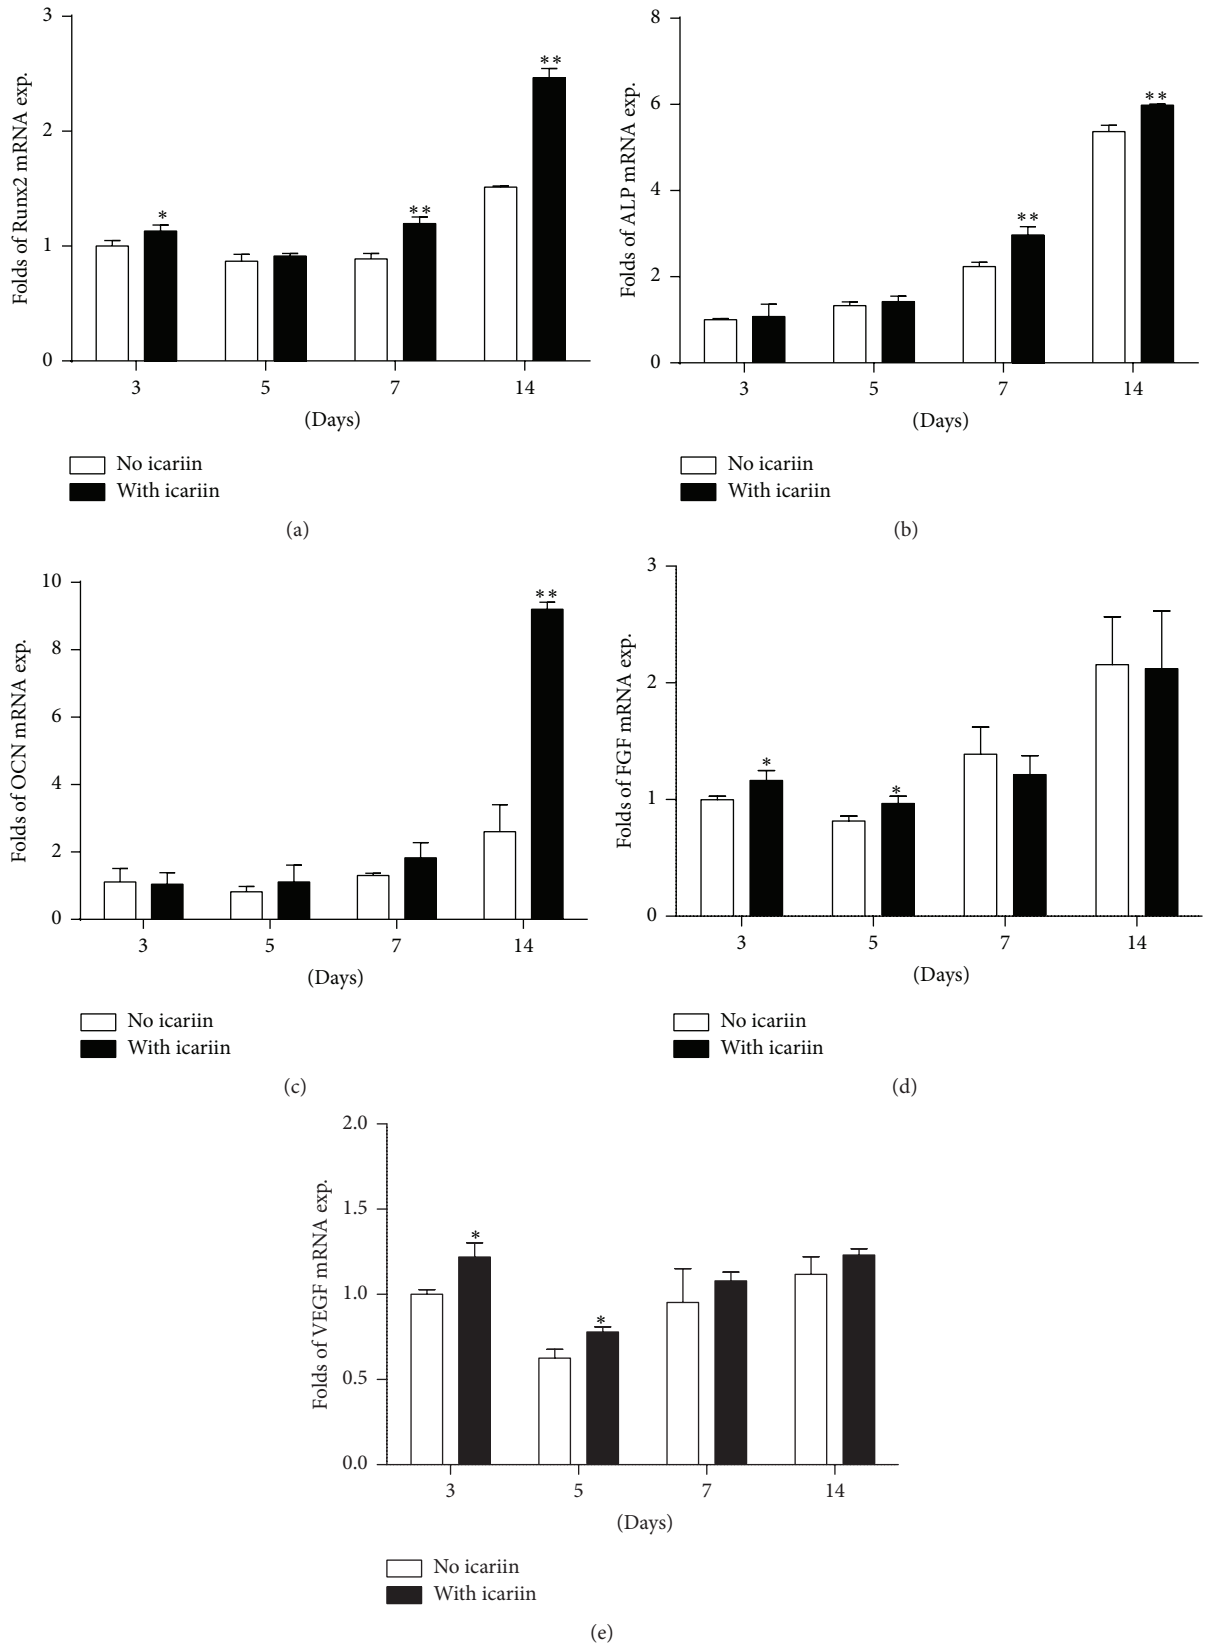 3
2
1
0
Folds of Runx2 mRNA exp.
*
**
**
3 5 7 14
(Days)
No icariin
With icariin
(a)
8
6
4
2
0
Folds of ALP mRNA exp.
**
**
3 5 7 14
(Days)
No icariin
With icariin
(b)
10
8
6
4
2
0
Folds of OCN mRNA exp.
**
3 5 7 14
(Days)
No icariin
With icariin
(c)
3
2
1
0
Folds of FGF mRNA exp.
*
*
3 5 7 14
(Days)
No icariin
With icariin
(d)
2.0
1.5
1.0
0.5
0.0
Folds of VEGF mRNA exp.
*
*
3 5 7 14
(Days)
No icariin
With icariin
(e)